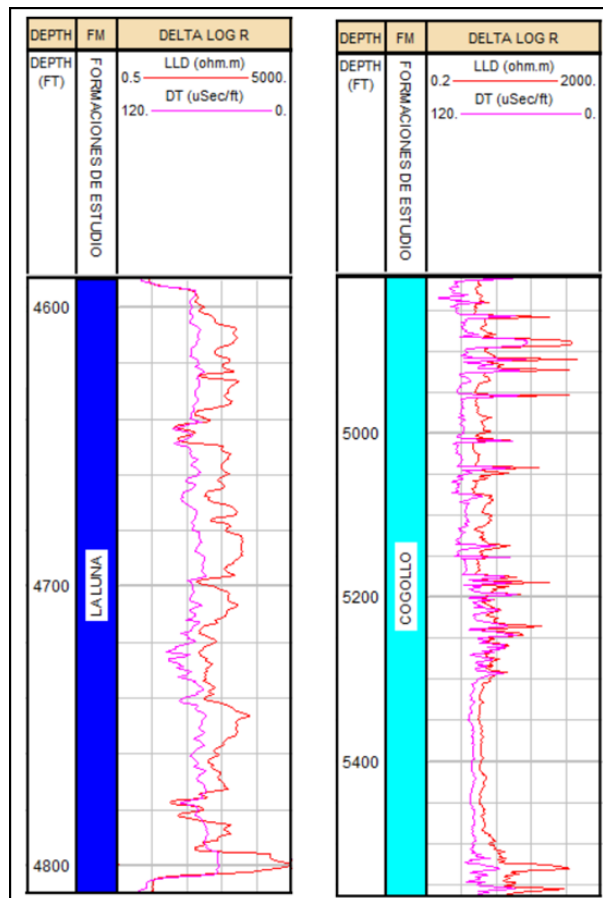 DEPTH FM DELTA LOG R
DEPTH
(FT)
FORMACIONES DE ESTUDIO
LLD (ohm.m)
0.5 5000.
DT (uSec/ft)
120. 0.
4600
4700
4800
LA LUNA
DEPTH FM DELTA LOG R
DEPTH
(FT)
FORMACIONES DE ESTUDIO
LLD (ohm.m)
0.2 2000.
DT (uSec/ft)
120. 0.
5000
5200
5400
COGOLLO